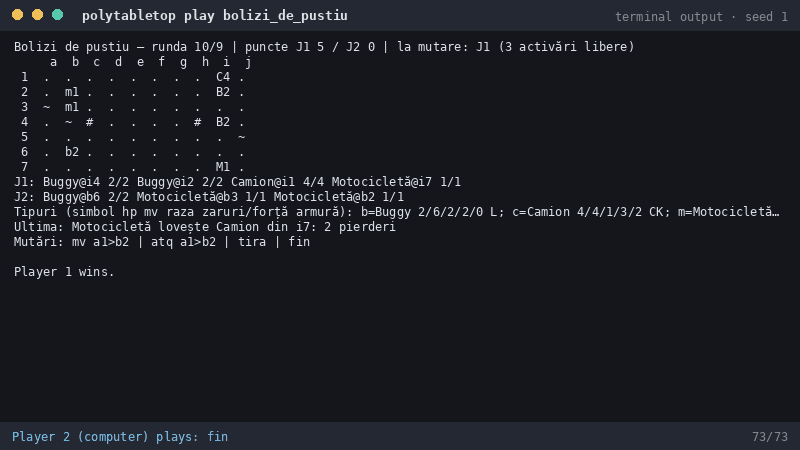 polytabletop play bolizi_de_pustiu
terminal output · seed 1
Bolizi de pustiu — runda 10/9 | puncte J1 5 / J2 0 | la mutare: J1 (3 activări libere)
a b c d e f g h i j
1 . . . . . . . . C4 .
2 . m1 . . . . . . B2 .
3 ~ m1 . . . . . . . .
4 . ~ # . . . . # B2 .
5 . . . . . . . . . ~
6 . b2 . . . . . . . .
7 . . . . . . . . M1 .
J1: Buggy@i4 2/2 Buggy@i2 2/2 Camion@i1 4/4 Motocicletă@i7 1/1
J2: Buggy@b6 2/2 Motocicletă@b3 1/1 Motocicletă@b2 1/1
Tipuri (simbol hp mv raza zaruri/forță armură): b=Buggy 2/6/2/2/0 L; c=Camion 4/4/1/3/2 CK; m=Motocicletă…
Ultima: Motocicletă lovește Camion din i7: 2 pierderi
Mutări: mv a1>b2 | atq a1>b2 | tira | fin
Player 1 wins.
Player 2 (computer) plays: fin
73/73